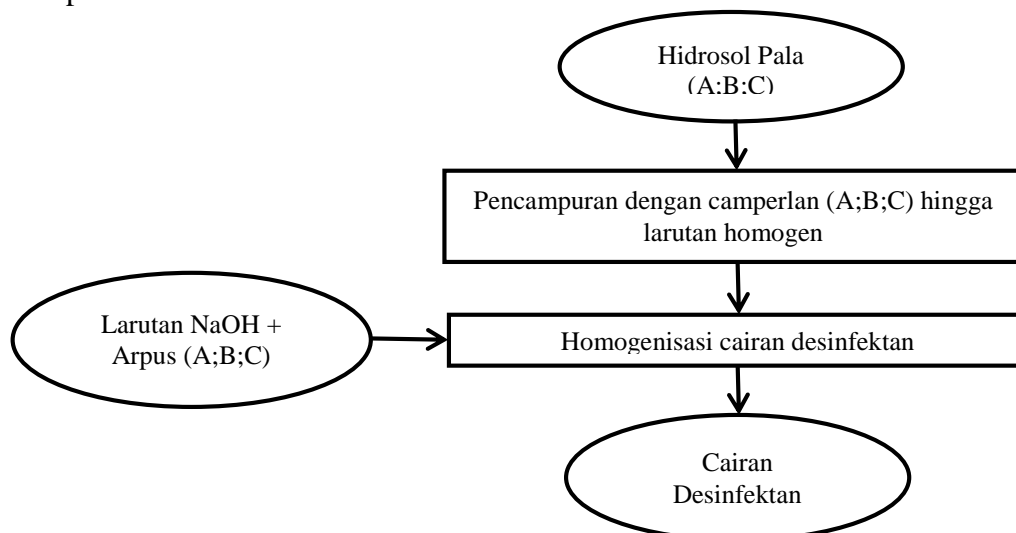 Hidrosol Pala
(A;B;C)
Pencampuran dengan camperlan (A;B;C) hingga
larutan homogen
Larutan NaOH +
Arpus (A;B;C)
Homogenisasi cairan desinfektan
Cairan
Desinfektan